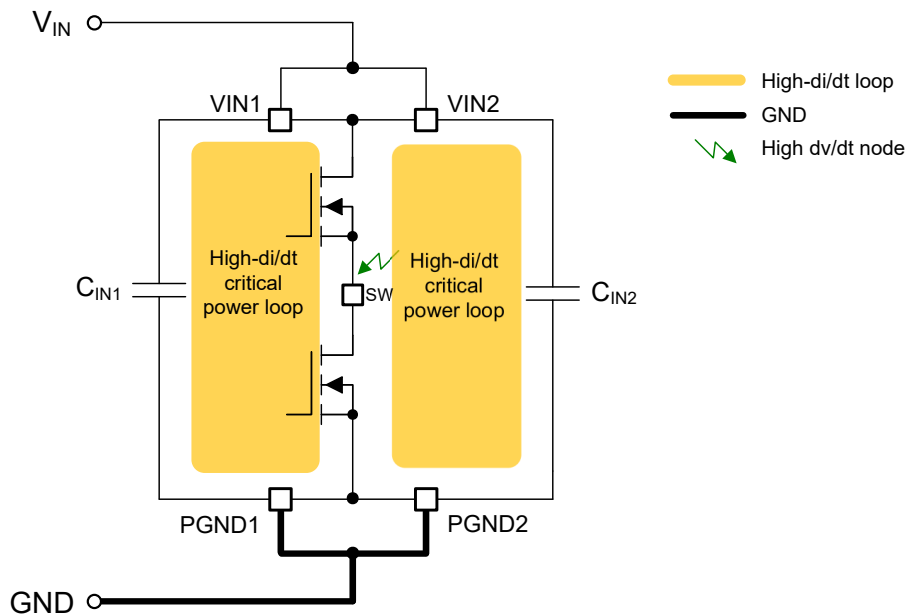 V_IN
VIN1
VIN2
High-di/dt loop
GND
High dv/dt node
High-di/dt
critical
power loop
High-di/dt
critical
power loop
C_IN1
SW
C_IN2
PGND1
PGND2
GND